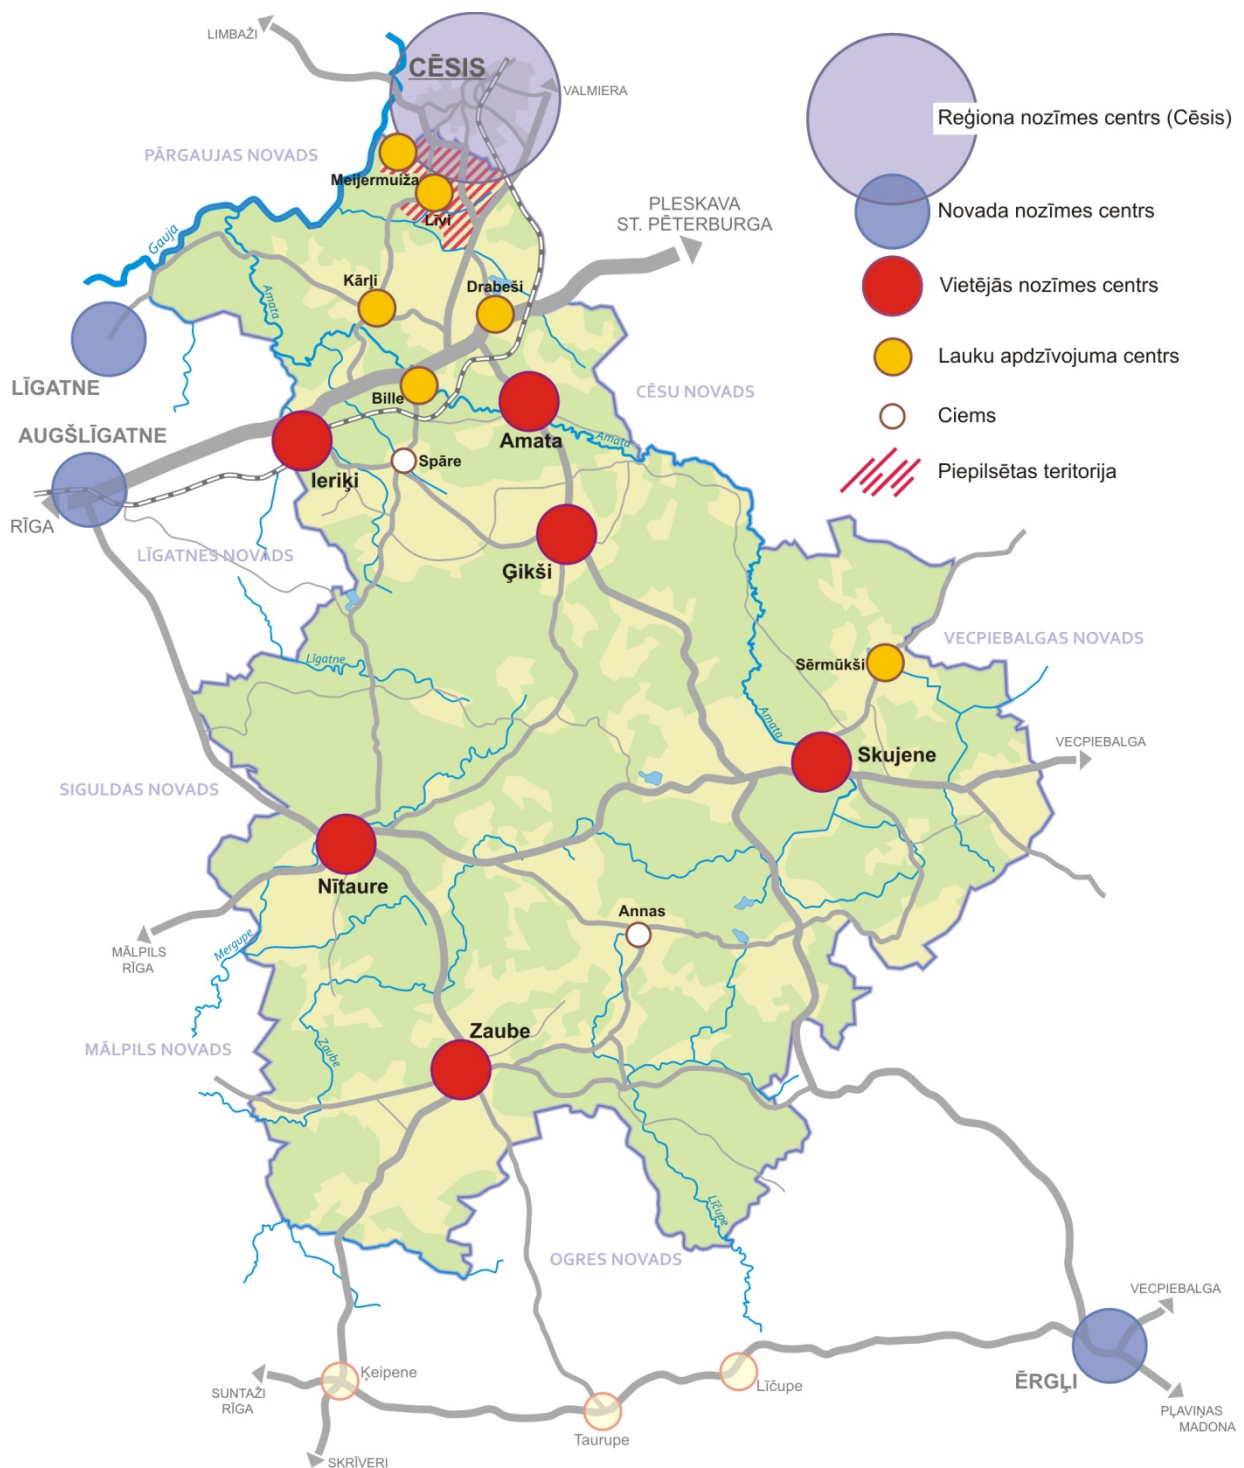 LIMBAŽI
CĒSIS
VALMIERA
PĀRGAUJAS NOVADS
Meijermuiža
Līvi
PLESKAVA
ST. PĒTERBURGA
Gauja
Amata
Kārļi
Drabeši
LĪGATNE
CĒSU NOVADS
Bille
AUGŠLĪGATNE
Amata
Amata
Ieriķi
Spāre
RĪGA
LĪGATNES NOVADS
Ģikši
VECPIEBALGAS NOVADS
Līgatne
Sērmūkši
Amata
Skujene
VECPIEBALGA
SIGULDAS NOVADS
Nītaure
Annas
MĀLPILS
RĪGA
Mergupe
Zaube
MĀLPILS NOVADS
Zaube
Līčupe
OGRES NOVADS
VECPIEBALGA
Ķeipene
Līčupe
ĒRGĻI
SUNTAŽI
RĪGA
PĻAVIŅAS
MADONA
Taurupe
SKRĪVERI
Reģiona nozīmes centrs (Cēsis)
Novada nozīmes centrs
Vietējās nozīmes centrs
Lauku apdzīvojuma centrs
Ciems
Piepilsētas teritorija